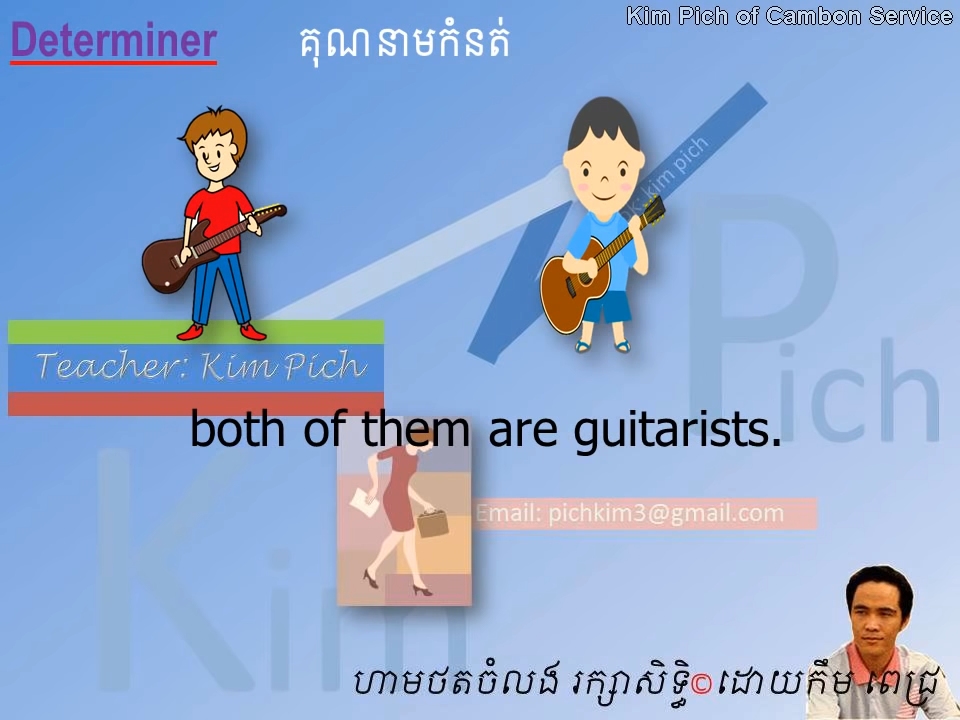 Kim Pich of Cambon Service
Determiner គុណនាមកំនត់
K: kim pich
Pich
Teacher: Kim Pich
both of them are guitarists.
Email: pichkim3@gmail.com
Kim
ហាមថតចំលង រក្សាសិទ្ធិ©ដោយកឹម ពេជ្រ